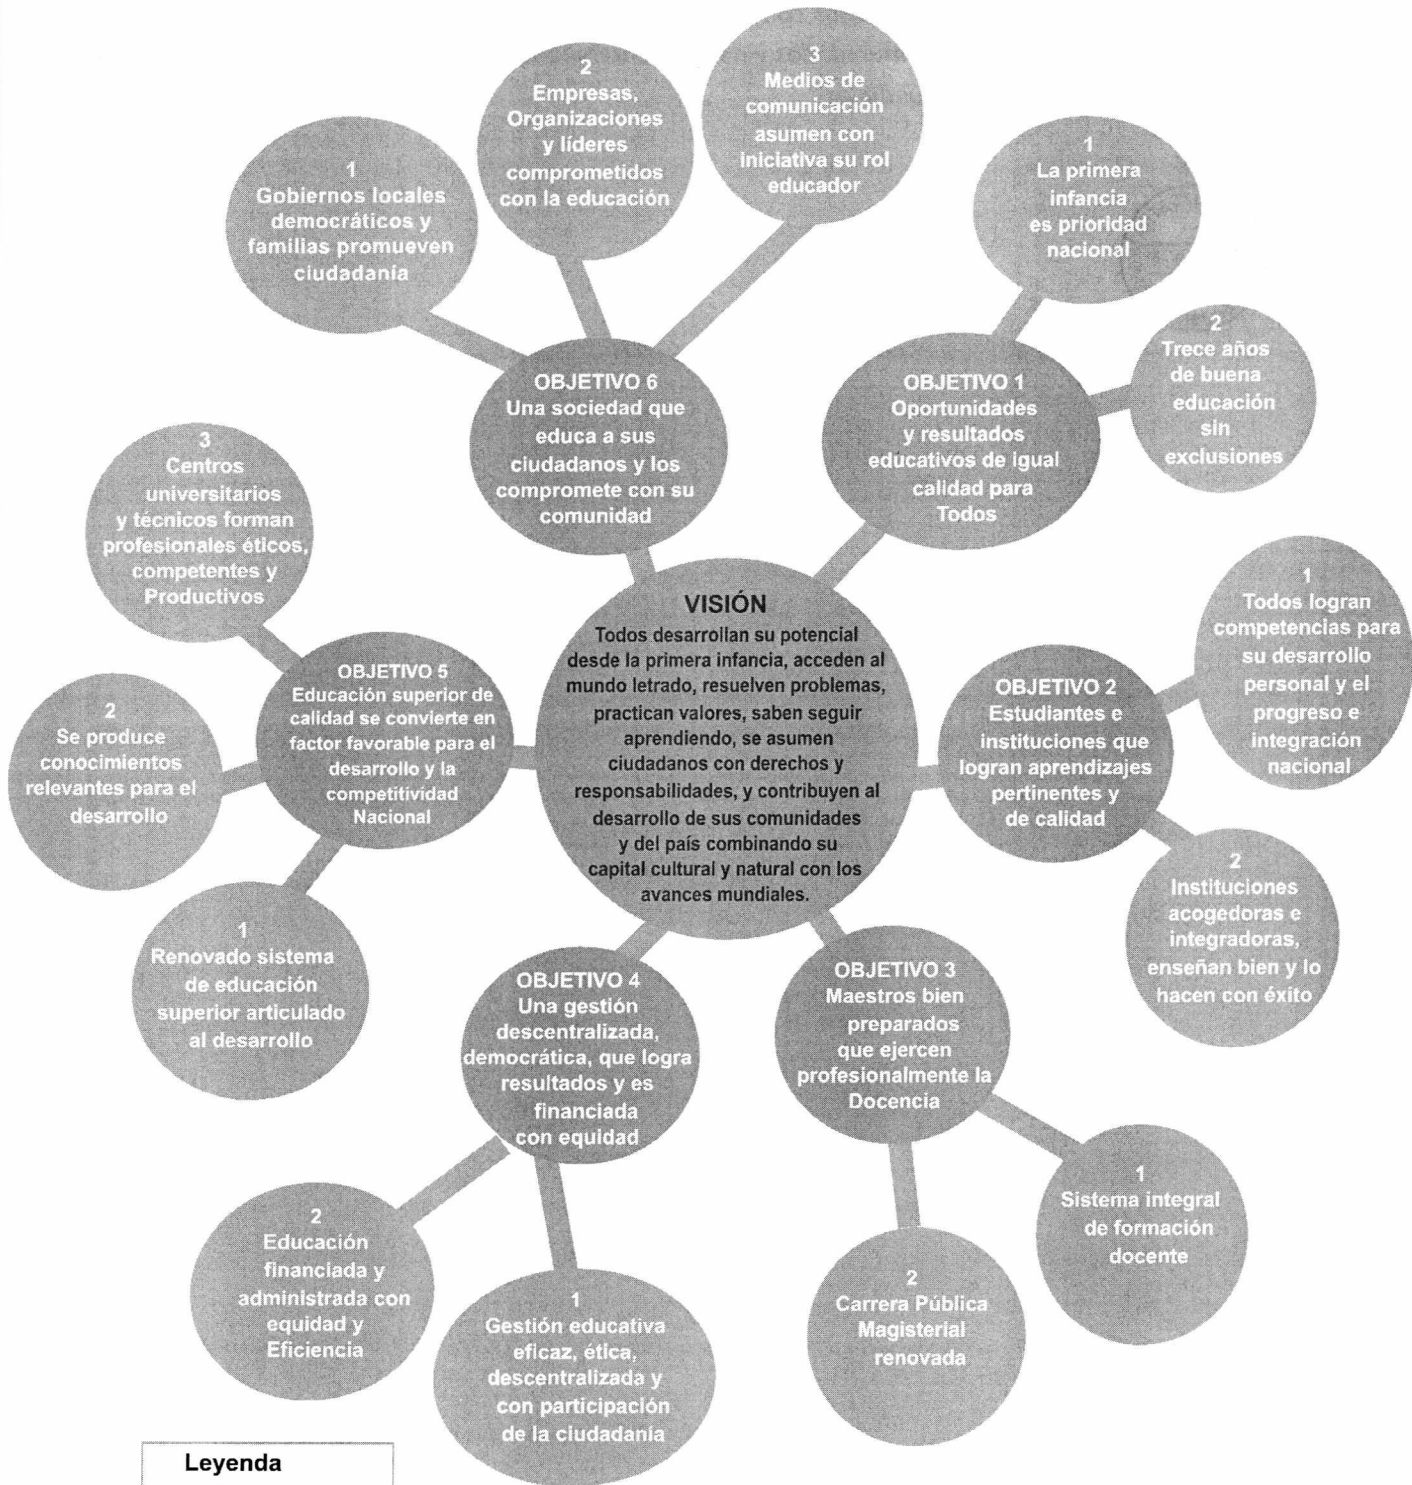 VISIÓN
Todos desarrollan su potencial
desde la primera infancia, acceden al
mundo letrado, resuelven problemas,
practican valores, saben seguir
aprendiendo, se asumen
ciudadanos con derechos y
responsabilidades, y contribuyen al
desarrollo de sus comunidades
y del país combinando su
capital cultural y natural con los
avances mundiales.
OBJETIVO 1
Oportunidades
y resultados
educativos de igual
calidad para
Todos
1
La primera
infancia
es prioridad
nacional
2
Trece años
de buena
educación
sin
exclusiones
OBJETIVO 2
Estudiantes e
instituciones que
logran aprendizajes
pertinentes y
de calidad
1
Todos logran
competencias para
su desarrollo
personal y el
progreso e
integración
nacional
2
Instituciones
acogedoras e
integradoras,
enseñan bien y lo
hacen con éxito
OBJETIVO 3
Maestros bien
preparados
que ejercen
profesionalmente la
Docencia
1
Sistema integral
de formación
docente
2
Carrera Pública
Magisterial
renovada
OBJETIVO 4
Una gestión
descentralizada,
democrática, que logra
resultados y es
financiada
con equidad
1
Gestión educativa
eficaz, ética,
descentralizada y
con participación
de la ciudadanía
2
Educación
financiada y
administrada con
equidad y
Eficiencia
OBJETIVO 5
Educación superior de
calidad se convierte en
factor favorable para el
desarrollo y la
competitividad
Nacional
1
Renovado sistema
de educación
superior articulado
al desarrollo
2
Se produce
conocimientos
relevantes para el
desarrollo
3
Centros
universitarios
y técnicos forman
profesionales éticos,
competentes y
Productivos
OBJETIVO 6
Una sociedad que
educa a sus
ciudadanos y los
compromete con su
comunidad
1
Gobiernos locales
democráticos y
familias promueven
ciudadanía
2
Empresas,
Organizaciones
y líderes
comprometidos
con la educación
3
Medios de
comunicación
asumen con
iniciativa su rol
educador
Leyenda